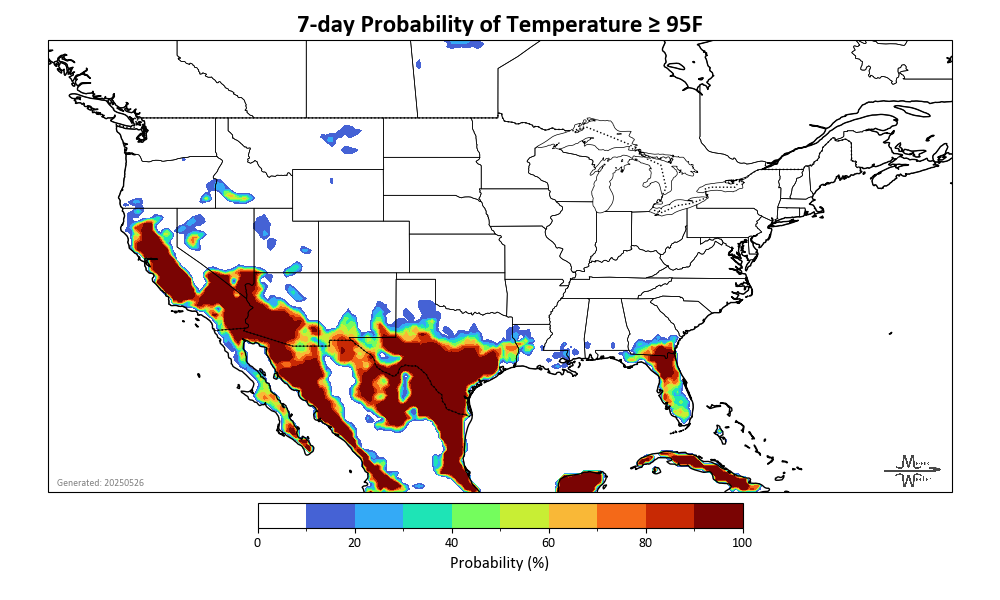 7-day Probability of Temperature ≥ 95F
Generated: 20250526
0 20 40 60 80 100
Probability (%)